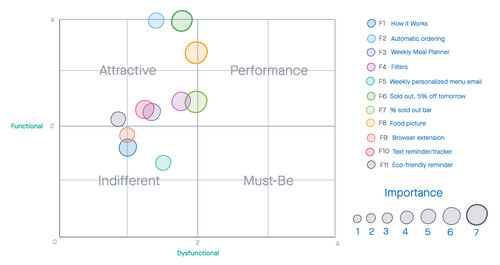 4
Attractive
Performance
Functional
2
Indifferent
Must-Be
0
2
4
Dysfunctional
F1 How it Works
F2 Automatic ordering
F3 Weekly Meal Planner
F4 Filters
F5 Weekly personalized menu email
F6 Sold out, 5% off tomorrow
F7 % sold out bar
F8 Food picture
F9 Browser extension
F10 Text reminder/tracker
F11 Eco-friendly reminder
Importance
1 2 3 4 5 6 7